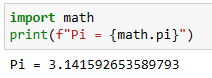 import math
print(f"Pi = {math.pi}")
Pi = 3.141592653589793